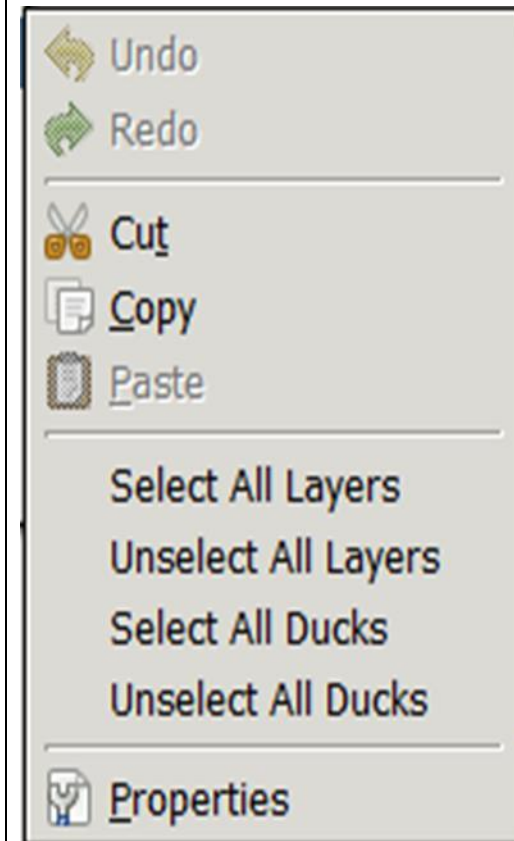 Undo
Redo
Cut
Copy
Paste
Select All Layers
Unselect All Layers
Select All Ducks
Unselect All Ducks
Properties